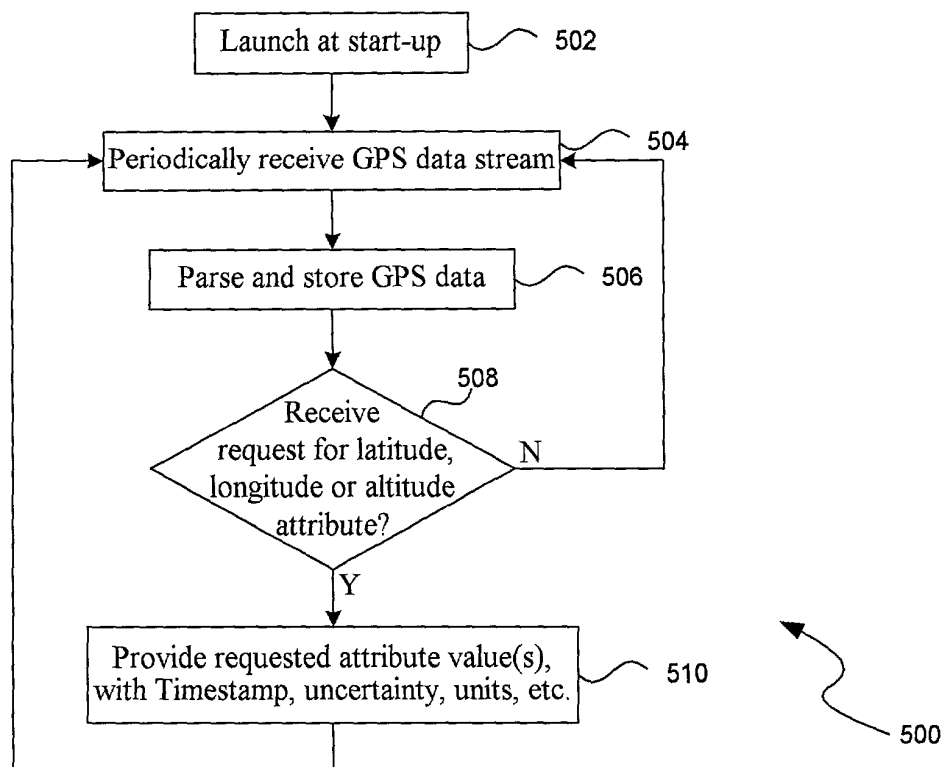 Launch at start-up
502
504
Periodically receive GPS data stream
Parse and store GPS data
506
508
Receive
request for latitude,
longitude or altitude
attribute?
N
Y
Provide requested attribute value(s),
with Timestamp, uncertainty, units, etc.
510
500